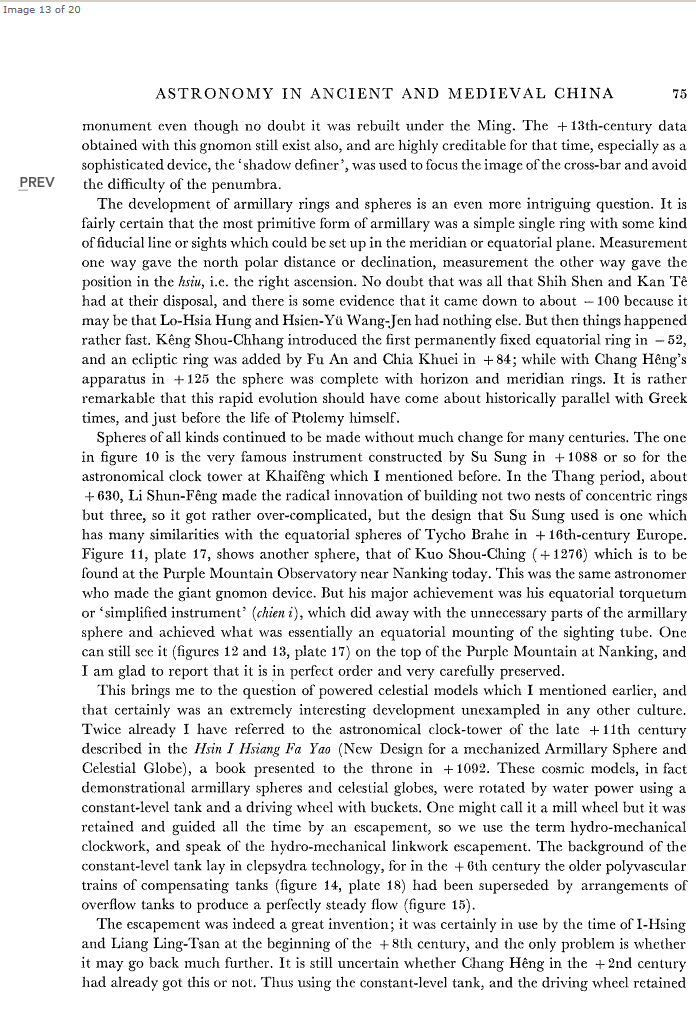 Image 13 of 20
ASTRONOMY IN ANCIENT AND MEDIEVAL CHINA 75
monument even though no doubt it was rebuilt under the Ming. The +13th-century data
obtained with this gnomon still exist also, and are highly creditable for that time, especially as a
sophisticated device, the ‘shadow definer’, was used to focus the image of the cross-bar and avoid
PREV
the difficulty of the penumbra.
The development of armillary rings and spheres is an even more intriguing question. It is
fairly certain that the most primitive form of armillary was a simple single ring with some kind
of fiducial line or sights which could be set up in the meridian or equatorial plane. Measurement
one way gave the north polar distance or declination, measurement the other way gave the
position in the hsiu, i.e. the right ascension. No doubt that was all that Shih Shen and Kan Tê
had at their disposal, and there is some evidence that it came down to about −100 because it
may be that Lo-Hsia Hung and Hsien-Yü Wang-Jen had nothing else. But then things happened
rather fast. Kêng Shou-Chhang introduced the first permanently fixed equatorial ring in −52,
and an ecliptic ring was added by Fu An and Chia Khuei in +84; while with Chang Hêng’s
apparatus in +125 the sphere was complete with horizon and meridian rings. It is rather
remarkable that this rapid evolution should have come about historically parallel with Greek
times, and just before the life of Ptolemy himself.
Spheres of all kinds continued to be made without much change for many centuries. The one
in figure 10 is the very famous instrument constructed by Su Sung in +1088 or so for the
astronomical clock tower at Khaifêng which I mentioned before. In the Thang period, about
+630, Li Shun-Fêng made the radical innovation of building not two nests of concentric rings
but three, so it got rather over-complicated, but the design that Su Sung used is one which
has many similarities with the equatorial spheres of Tycho Brahe in +16th-century Europe.
Figure 11, plate 17, shows another sphere, that of Kuo Shou-Ching (+1276) which is to be
found at the Purple Mountain Observatory near Nanking today. This was the same astronomer
who made the giant gnomon device. But his major achievement was his equatorial torquetum
or ‘simplified instrument’ (chien i), which did away with the unnecessary parts of the armillary
sphere and achieved what was essentially an equatorial mounting of the sighting tube. One
can still see it (figures 12 and 13, plate 17) on the top of the Purple Mountain at Nanking, and
I am glad to report that it is in perfect order and very carefully preserved.
This brings me to the question of powered celestial models which I mentioned earlier, and
that certainly was an extremely interesting development unexampled in any other culture.
Twice already I have referred to the astronomical clock-tower of the late +11th century
described in the Hsin I Hsiang Fa Yao (New Design for a mechanized Armillary Sphere and
Celestial Globe), a book presented to the throne in +1092. These cosmic models, in fact
demonstrational armillary spheres and celestial globes, were rotated by water power using a
constant-level tank and a driving wheel with buckets. One might call it a mill wheel but it was
retained and guided all the time by an escapement, so we use the term hydro-mechanical
clockwork, and speak of the hydro-mechanical linkwork escapement. The background of the
constant-level tank lay in clepsydra technology, for in the +6th century the older polyvascular
trains of compensating tanks (figure 14, plate 18) had been superseded by arrangements of
overflow tanks to produce a perfectly steady flow (figure 15).
The escapement was indeed a great invention; it was certainly in use by the time of I-Hsing
and Liang Ling-Tsan at the beginning of the +8th century, and the only problem is whether
it may go back much further. It is still uncertain whether Chang Hêng in the +2nd century
had already got this or not. Thus using the constant-level tank, and the driving wheel retained